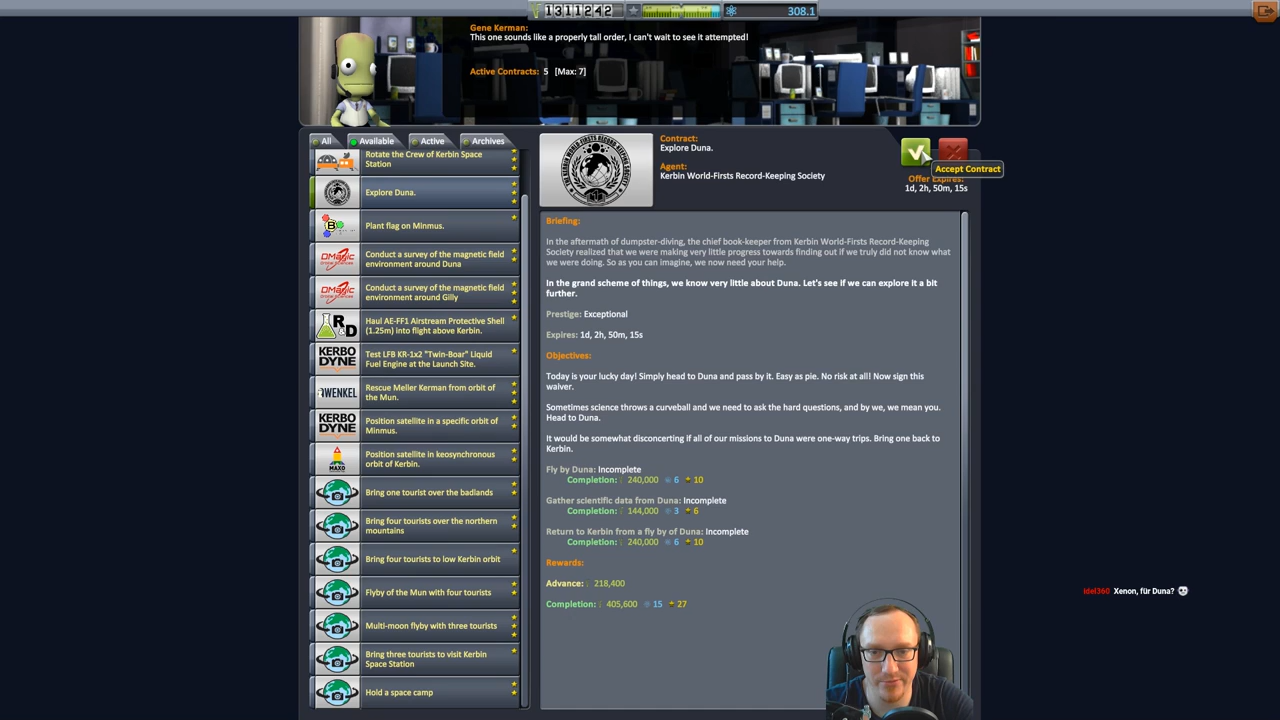 1311242
308.1
Gene Kerman:
This one sounds like a properly tall order, I can't wait to see it attempted!
Active Contracts: 5 [Max: 7]
All
Available
Active
Archives
Rotate the Crew of Kerbin Space
Station
Explore Duna.
Plant flag on Minmus.
Conduct a survey of the magnetic field
environment around Duna
Conduct a survey of the magnetic field
environment around Gilly
Haul AE-FF1 Airstream Protective Shell
(1.25m) into flight above Kerbin.
Test LFB KR-1x2 "Twin-Boar" Liquid
Fuel Engine at the Launch Site.
Rescue Meller Kerman from orbit of
the Mun.
Position satellite in a specific orbit of
Minmus.
Position satellite in keosynchronous
orbit of Kerbin.
Bring one tourist over the badlands
Bring four tourists over the northern
mountains
Bring four tourists to low Kerbin orbit
Flyby of the Mun with four tourists
Multi-moon flyby with three tourists
Bring three tourists to visit Kerbin
Space Station
Hold a space camp
DMagic
DMagic
R&D
KERBO
DYNE
WENKEL
KERBO
DYNE
MAXO
Contract:
Explore Duna.
Agent:
Kerbin World-Firsts Record-Keeping Society
Accept Contract
Offer Expires:
1d, 2h, 50m, 15s
Briefing:
In the aftermath of dumpster-diving, the chief book-keeper from Kerbin World-Firsts Record-Keeping
Society realized that we were making very little progress towards finding out if we truly did not know what
we were doing. So as you can imagine, we now need your help.
In the grand scheme of things, we know very little about Duna. Let's see if we can explore it a bit
further.
Prestige: Exceptional
Expires: 1d, 2h, 50m, 15s
Objectives:
Today is your lucky day! Simply head to Duna and pass by it. Easy as pie. No risk at all! Now sign this
waiver.
Sometimes science throws a curveball and we need to ask the hard questions, and by we, we mean you.
Head to Duna.
It would be somewhat disconcerting if all of our missions to Duna were one-way trips. Bring one back to
Kerbin.
Fly by Duna: Incomplete
Completion: 240,000 6 10
Gather scientific data from Duna: Incomplete
Completion: 144,000 3 6
Return to Kerbin from a fly by of Duna: Incomplete
Completion: 240,000 6 10
Rewards:
Advance: 218,400
Completion: 405,600 15 27
idel360 Xenon, für Duna?